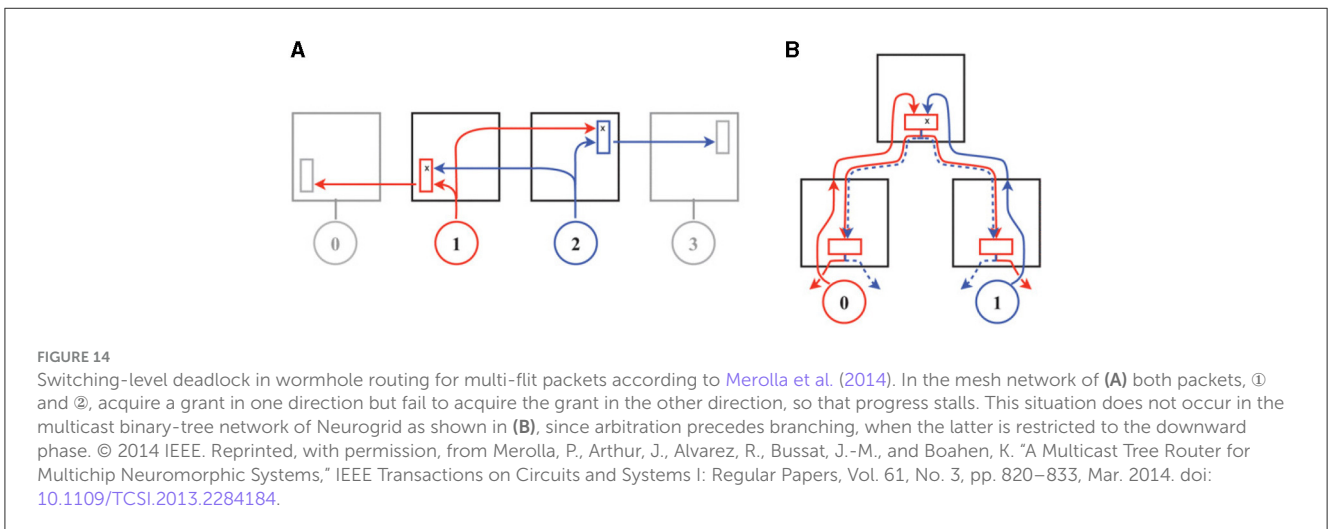 A
B
x
x
x
0
1
2
3
0
1
FIGURE 14
Switching-level deadlock in wormhole routing for multi-flit packets according to Merolla et al. (2014). In the mesh network of (A) both packets, ①
and ②, acquire a grant in one direction but fail to acquire the grant in the other direction, so that progress stalls. This situation does not occur in the
multicast binary-tree network of Neurogrid as shown in (B), since arbitration precedes branching, when the latter is restricted to the downward
phase. © 2014 IEEE. Reprinted, with permission, from Merolla, P., Arthur, J., Alvarez, R., Bussat, J.-M., and Boahen, K. “A Multicast Tree Router for
Multichip Neuromorphic Systems,” IEEE Transactions on Circuits and Systems I: Regular Papers, Vol. 61, No. 3, pp. 820–833, Mar. 2014. doi:
10.1109/TCSI.2013.2284184.